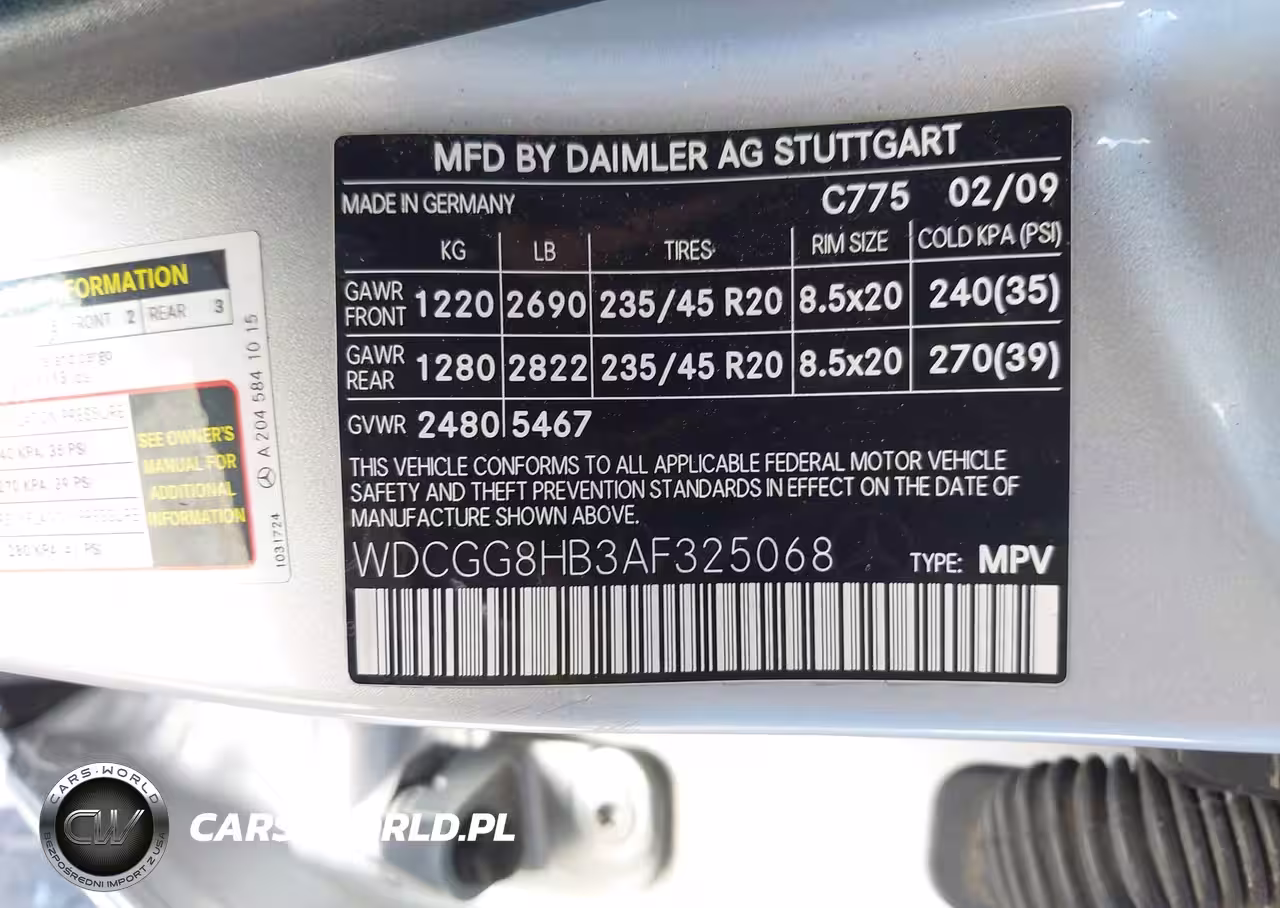 MFD BY DAIMLER AG STUTTGART
MADE IN GERMANY C775 02/09
KG LB TIRES RIM SIZE COLD KPA (PSI)
GAWR FRONT 1220 2690 235/45 R20 8.5x20 240(35)
GAWR REAR 1280 2822 235/45 R20 8.5x20 270(39)
GVWR 2480 5467
THIS VEHICLE CONFORMS TO ALL APPLICABLE FEDERAL MOTOR VEHICLE
SAFETY AND THEFT PREVENTION STANDARDS IN EFFECT ON THE DATE OF
MANUFACTURE SHOWN ABOVE.
WDCGG8HB3AF325068 TYPE: MPV
REAR 3
SEE OWNER'S
MANUAL FOR
ADDITIONAL
INFORMATION
1031724 A 204 584 10 15
CARS-WORLD
CW
BEZPOŚREDNI IMPORT Z USA
CARS-WORLD.PL